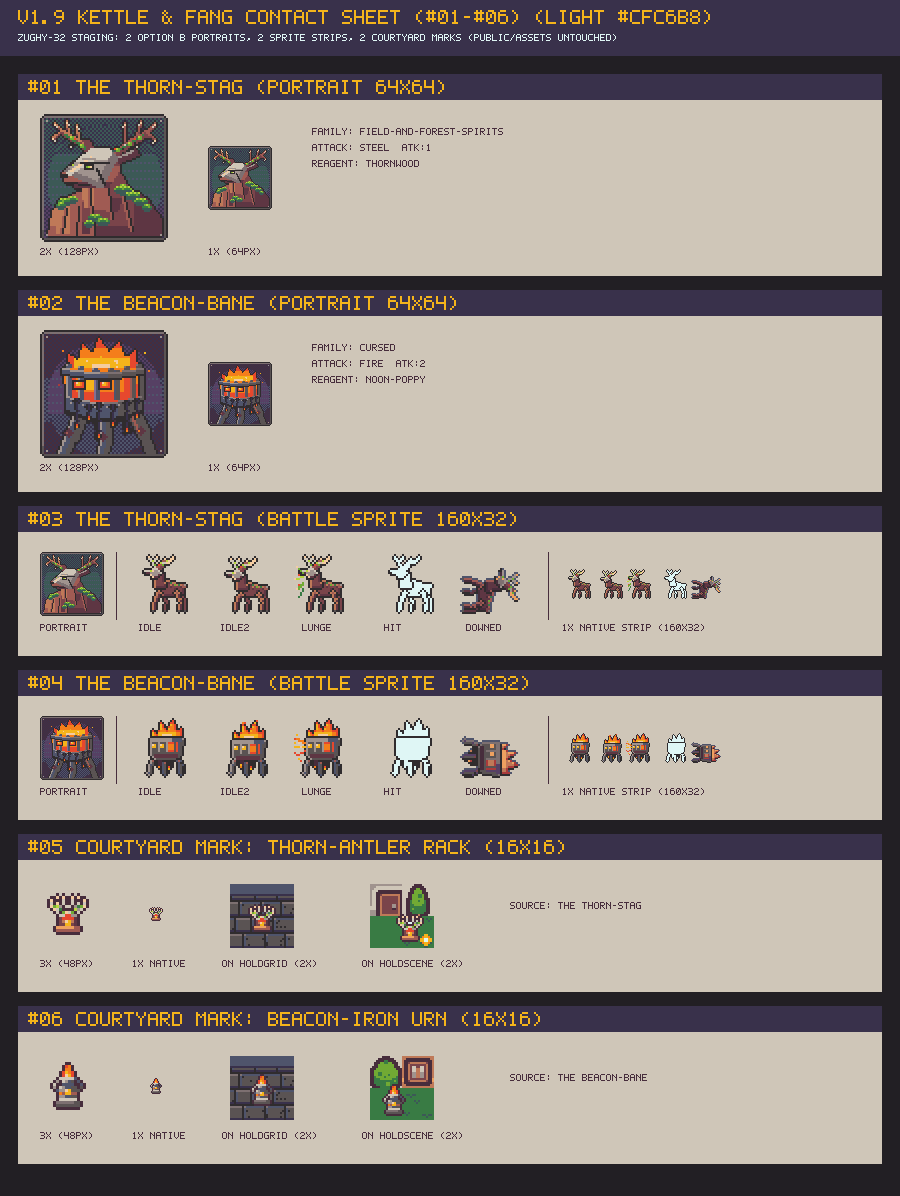 V1.9 KETTLE & FANG CONTACT SHEET (#01-#06) (LIGHT #CFC6B8)
ZUGHY-32 STAGING: 2 OPTION B PORTRAITS, 2 SPRITE STRIPS, 2 COURTYARD MARKS (PUBLIC/ASSETS UNTOUCHED)
#01 THE THORN-STAG (PORTRAIT 64X64)
FAMILY: FIELD-AND-FOREST-SPIRITS
ATTACK: STEEL ATK:1
REAGENT: THORNWOOD
2X (128PX) 1X (64PX)
#02 THE BEACON-BANE (PORTRAIT 64X64)
FAMILY: CURSED
ATTACK: FIRE ATK:2
REAGENT: NOON-POPPY
2X (128PX) 1X (64PX)
#03 THE THORN-STAG (BATTLE SPRITE 160X32)
PORTRAIT IDLE IDLE2 LUNGE HIT DOWNED 1X NATIVE STRIP (160X32)
#04 THE BEACON-BANE (BATTLE SPRITE 160X32)
PORTRAIT IDLE IDLE2 LUNGE HIT DOWNED 1X NATIVE STRIP (160X32)
#05 COURTYARD MARK: THORN-ANTLER RACK (16X16)
SOURCE: THE THORN-STAG
3X (48PX) 1X NATIVE ON HOLDGRID (2X) ON HOLDSCENE (2X)
#06 COURTYARD MARK: BEACON-IRON URN (16X16)
SOURCE: THE BEACON-BANE
3X (48PX) 1X NATIVE ON HOLDGRID (2X) ON HOLDSCENE (2X)